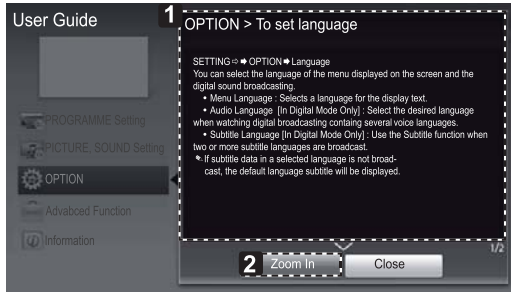 User Guide
1
OPTION > To set language
SETTING ⇨ ➡ OPTION ➡ Language
You can select the language of the menu displayed on the screen and the
digital sound broadcasting.
• Menu Language : Selects a language for the display text.
• Audio Language [In Digital Mode Only] : Select the desired language
when watching digital broadcasting containg several voice languages.
• Subtitle Language [In Digital Mode Only] : Use the Subtitle function when
two or more subtitle languages are broadcast.
If subtitle data in a selected language is not broad-
cast, the default language subtitle will be displayed.
PROGRAMME Setting
PICTURE, SOUND Setting
OPTION
Advabced Function
Information
1/2
2
Zoom In
Close